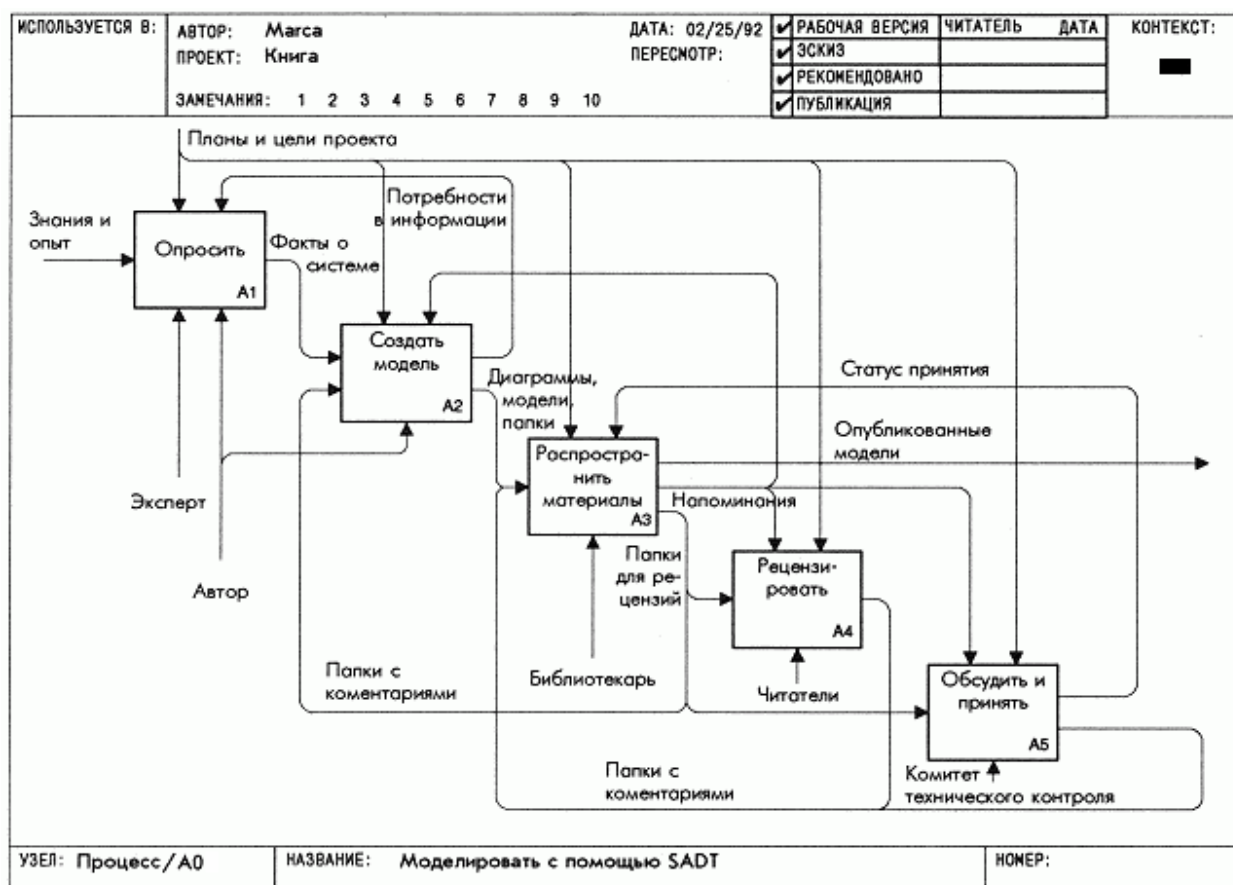 ИСПОЛЬЗУЕТСЯ В:
АВТОР: Marca
ДАТА: 02/25/92
ПРОЕКТ: Книга
ПЕРЕСМОТР:
ЗАМЕЧАНИЯ: 1 2 3 4 5 6 7 8 9 10
✔ РАБОЧАЯ ВЕРСИЯ
✔ ЭСКИЗ
✔ РЕКОМЕНДОВАНО
✔ ПУБЛИКАЦИЯ
ЧИТАТЕЛЬ ДАТА
КОНТЕКСТ:
Планы и цели проекта
Потребности
в информации
Знания и
опыт
Опросить
A1
Факты о
системе
Создать
модель
A2
Диаграммы,
модели,
папки
Статус принятия
Опубликованные
модели
Распростра-
нить
материалы
A3
Напоминания
Эксперт
Автор
Папки
для ре-
цензий
Рецензи-
ровать
A4
Библиотекарь
Читатели
Папки с
коментариями
Обсудить и
принять
A5
Папки с
коментариями
Комитет
технического контроля
УЗЕЛ: Процесс/А0
НАЗВАНИЕ: Моделировать с помощью SADT
НОМЕР: